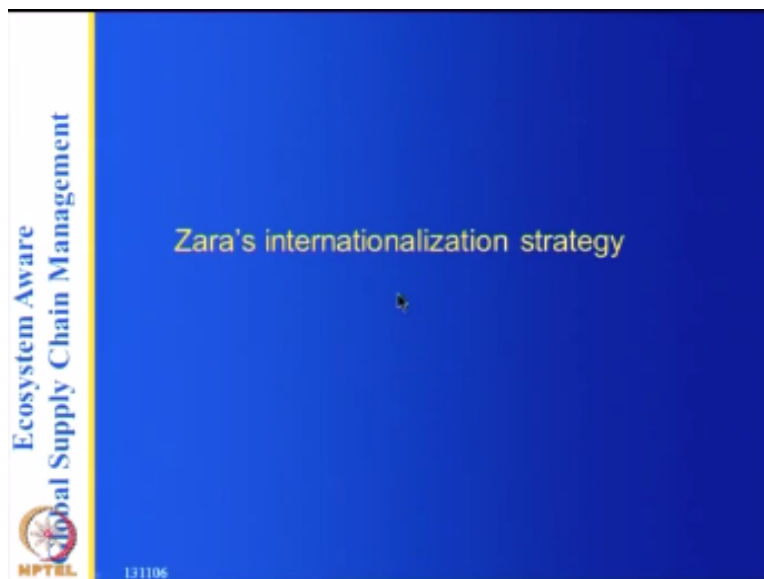 Zara's internationalization strategy
Ecosystem Aware
Global Supply Chain Management
NPTEL
131106